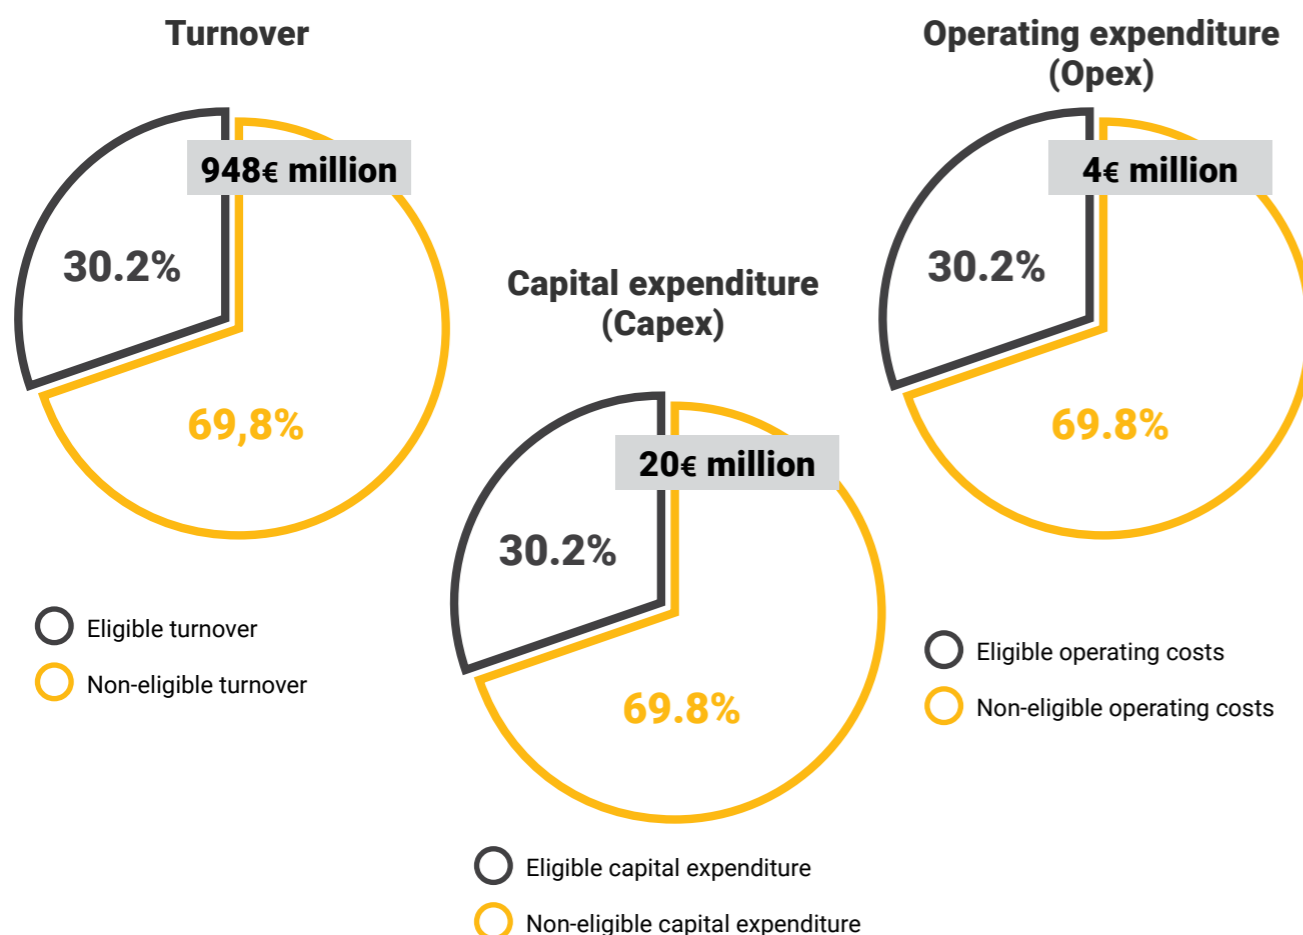 Turnover
948€ million
30.2%
69,8%
Eligible turnover
Non-eligible turnover
Capital expenditure
(Capex)
20€ million
30.2%
69.8%
Eligible capital expenditure
Non-eligible capital expenditure
Operating expenditure
(Opex)
4€ million
30.2%
69.8%
Eligible operating costs
Non-eligible operating costs